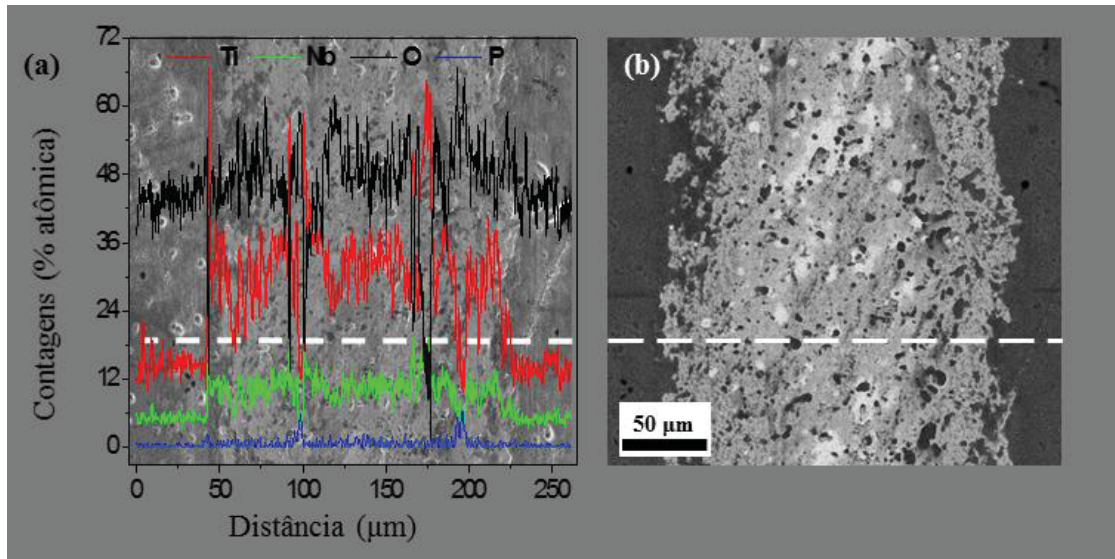 (a)
Ti Nb O P
72
60
48
36
24
12
0
Contagens (% atômica)
0 50 100 150 200 250
Distância (µm)
(b)
50 µm